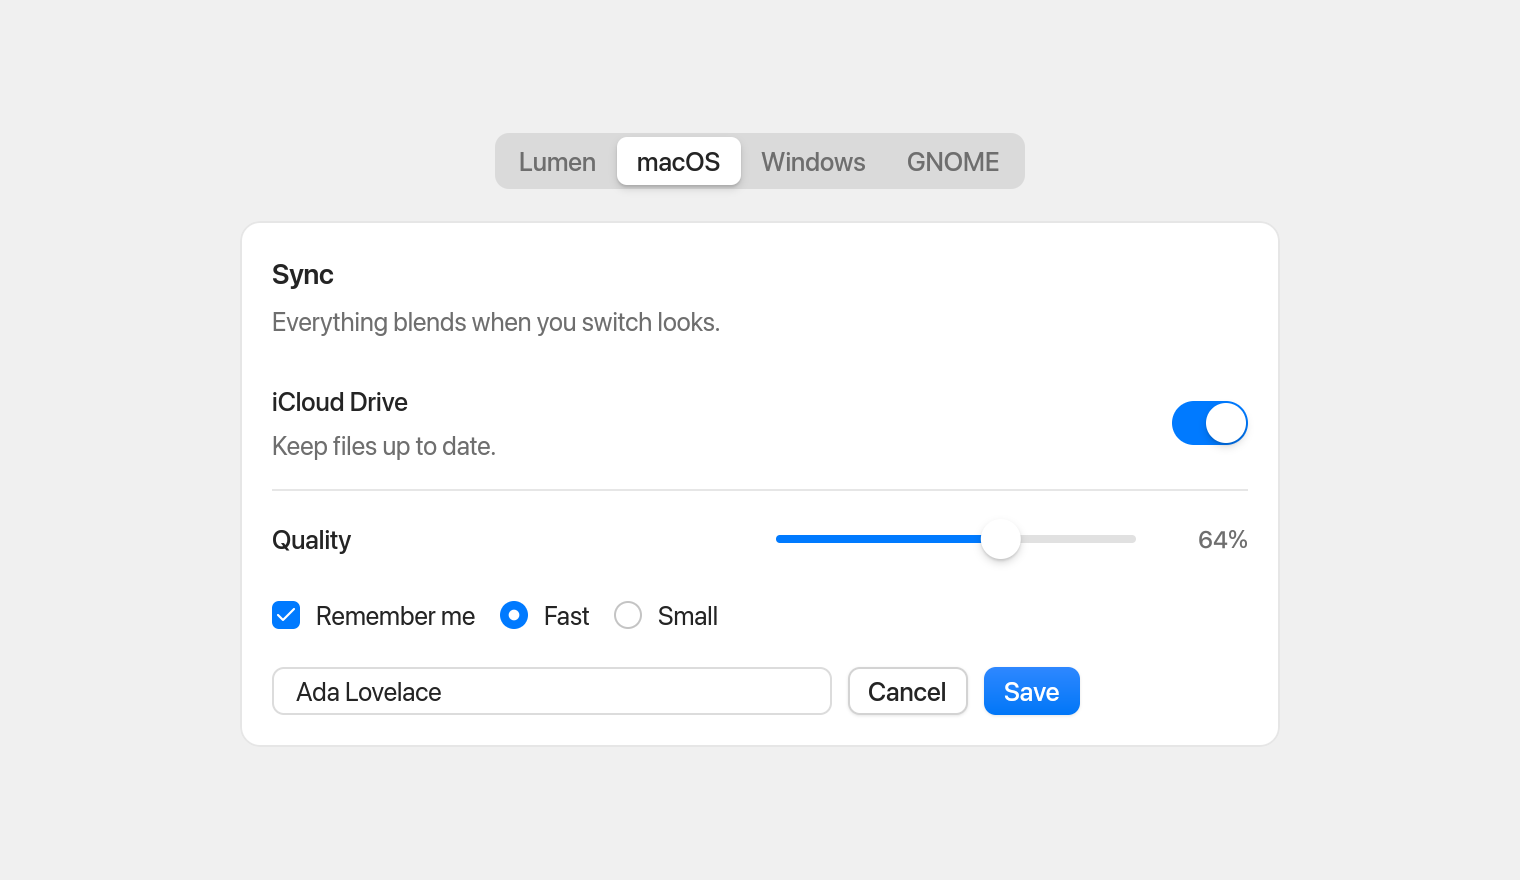 Lumen macOS Windows GNOME
Sync
Everything blends when you switch looks.
iCloud Drive
Keep files up to date.
Quality 64%
Remember me Fast Small
Ada Lovelace Cancel Save